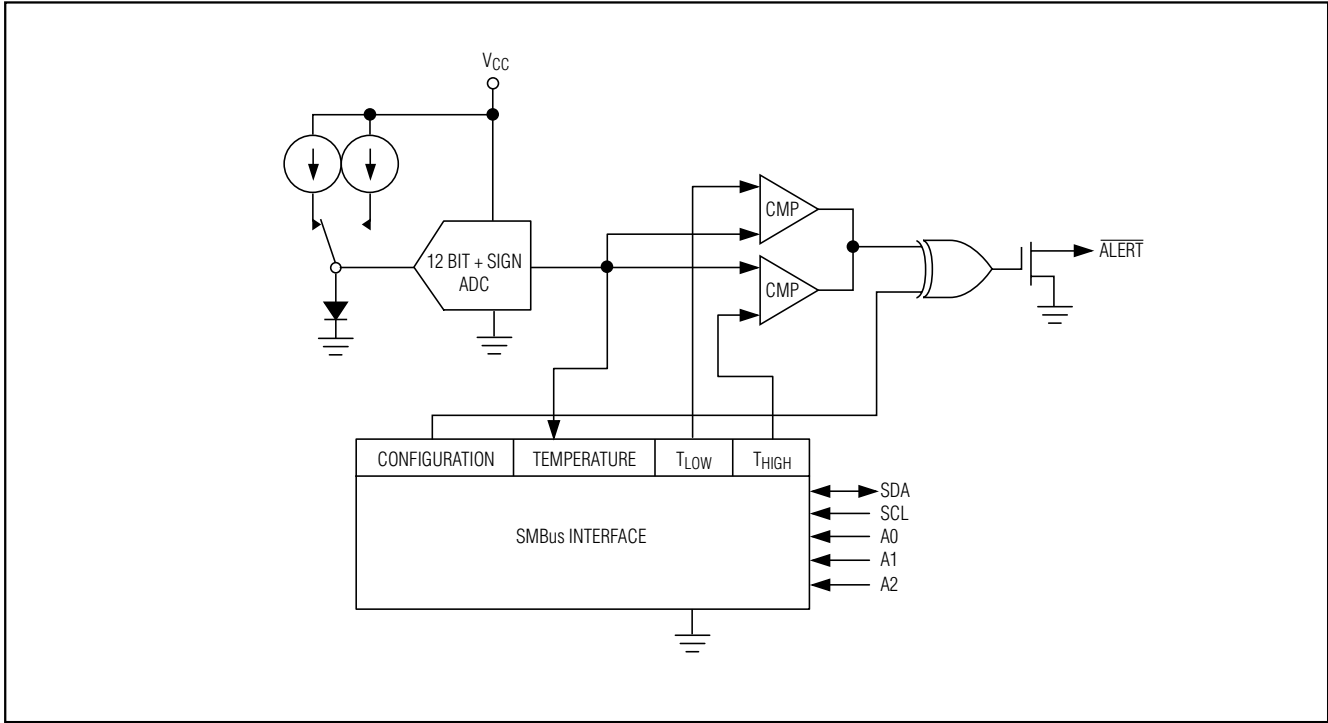 VCC
12 BIT + SIGN
ADC
CMP
CMP
ALERT
CONFIGURATION
TEMPERATURE
TLOW
THIGH
SMBus INTERFACE
SDA
SCL
A0
A1
A2